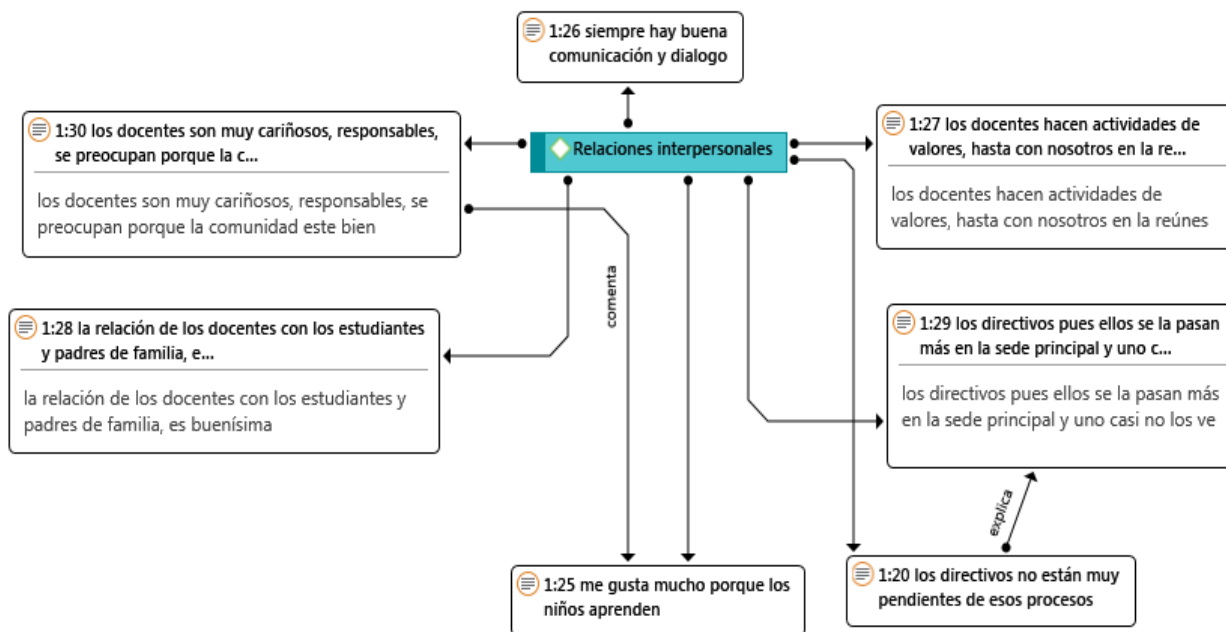 1:26 siempre hay buena
comunicación y dialogo
1:30 los docentes son muy cariñosos, responsables,
se preocupan porque la c...
los docentes son muy cariñosos, responsables, se
preocupan porque la comunidad este bien
Relaciones interpersonales
1:27 los docentes hacen actividades de
valores, hasta con nosotros en la re...
los docentes hacen actividades de
valores, hasta con nosotros en la reúnes
comenta
1:28 la relación de los docentes con los estudiantes
y padres de familia, e...
la relación de los docentes con los estudiantes y
padres de familia, es buenísima
1:29 los directivos pues ellos se la pasan
más en la sede principal y uno c...
los directivos pues ellos se la pasan más
en la sede principal y uno casi no los ve
explica
1:25 me gusta mucho porque los
niños aprenden
1:20 los directivos no están muy
pendientes de esos procesos